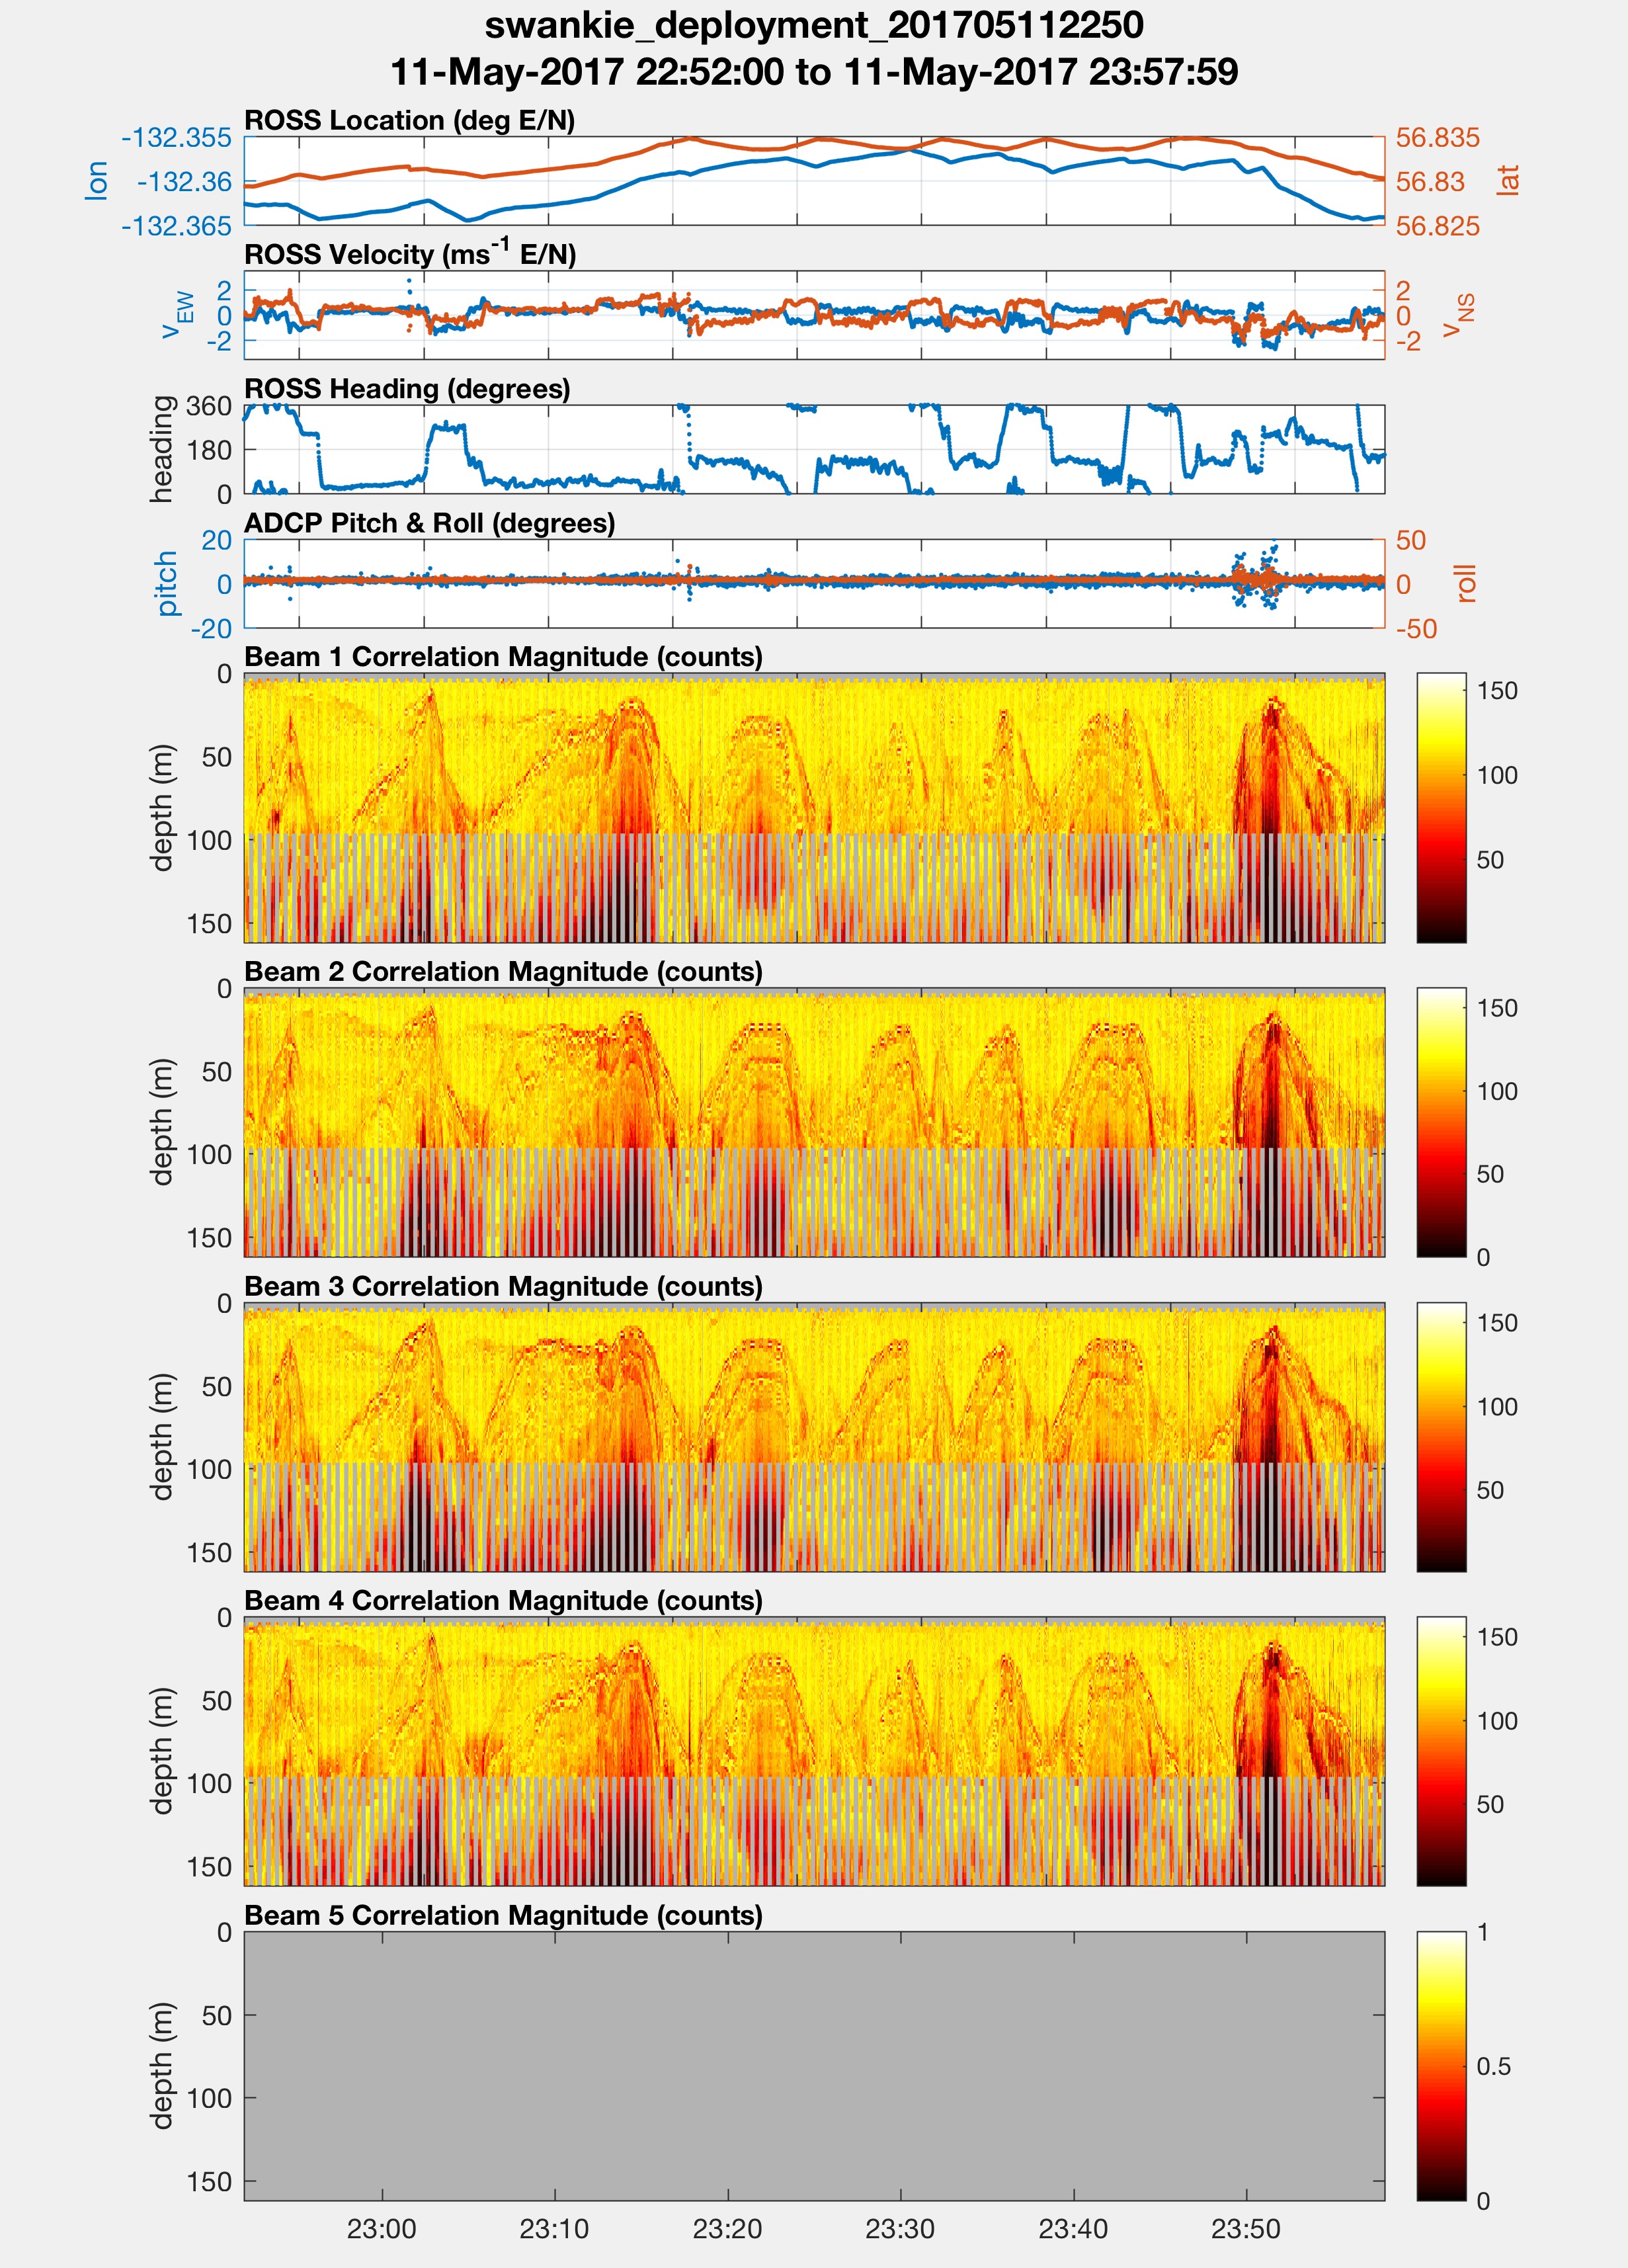 swankie_deployment_201705112250
11-May-2017 22:52:00 to 11-May-2017 23:57:59
ROSS Location (deg E/N)
lon
-132.355
-132.36
-132.365
56.835
56.83
56.825
lat
ROSS Velocity (ms-1 E/N)
vEW
2
0
-2
2
0
-2
vNS
ROSS Heading (degrees)
heading
360
180
0
ADCP Pitch & Roll (degrees)
pitch
20
0
-20
50
0
-50
roll
Beam 1 Correlation Magnitude (counts)
depth (m)
0
50
100
150
150
100
50
Beam 2 Correlation Magnitude (counts)
depth (m)
0
50
100
150
150
100
50
0
Beam 3 Correlation Magnitude (counts)
depth (m)
0
50
100
150
150
100
50
Beam 4 Correlation Magnitude (counts)
depth (m)
0
50
100
150
150
100
50
Beam 5 Correlation Magnitude (counts)
depth (m)
0
50
100
150
1
0.5
0
23:00 23:10 23:20 23:30 23:40 23:50